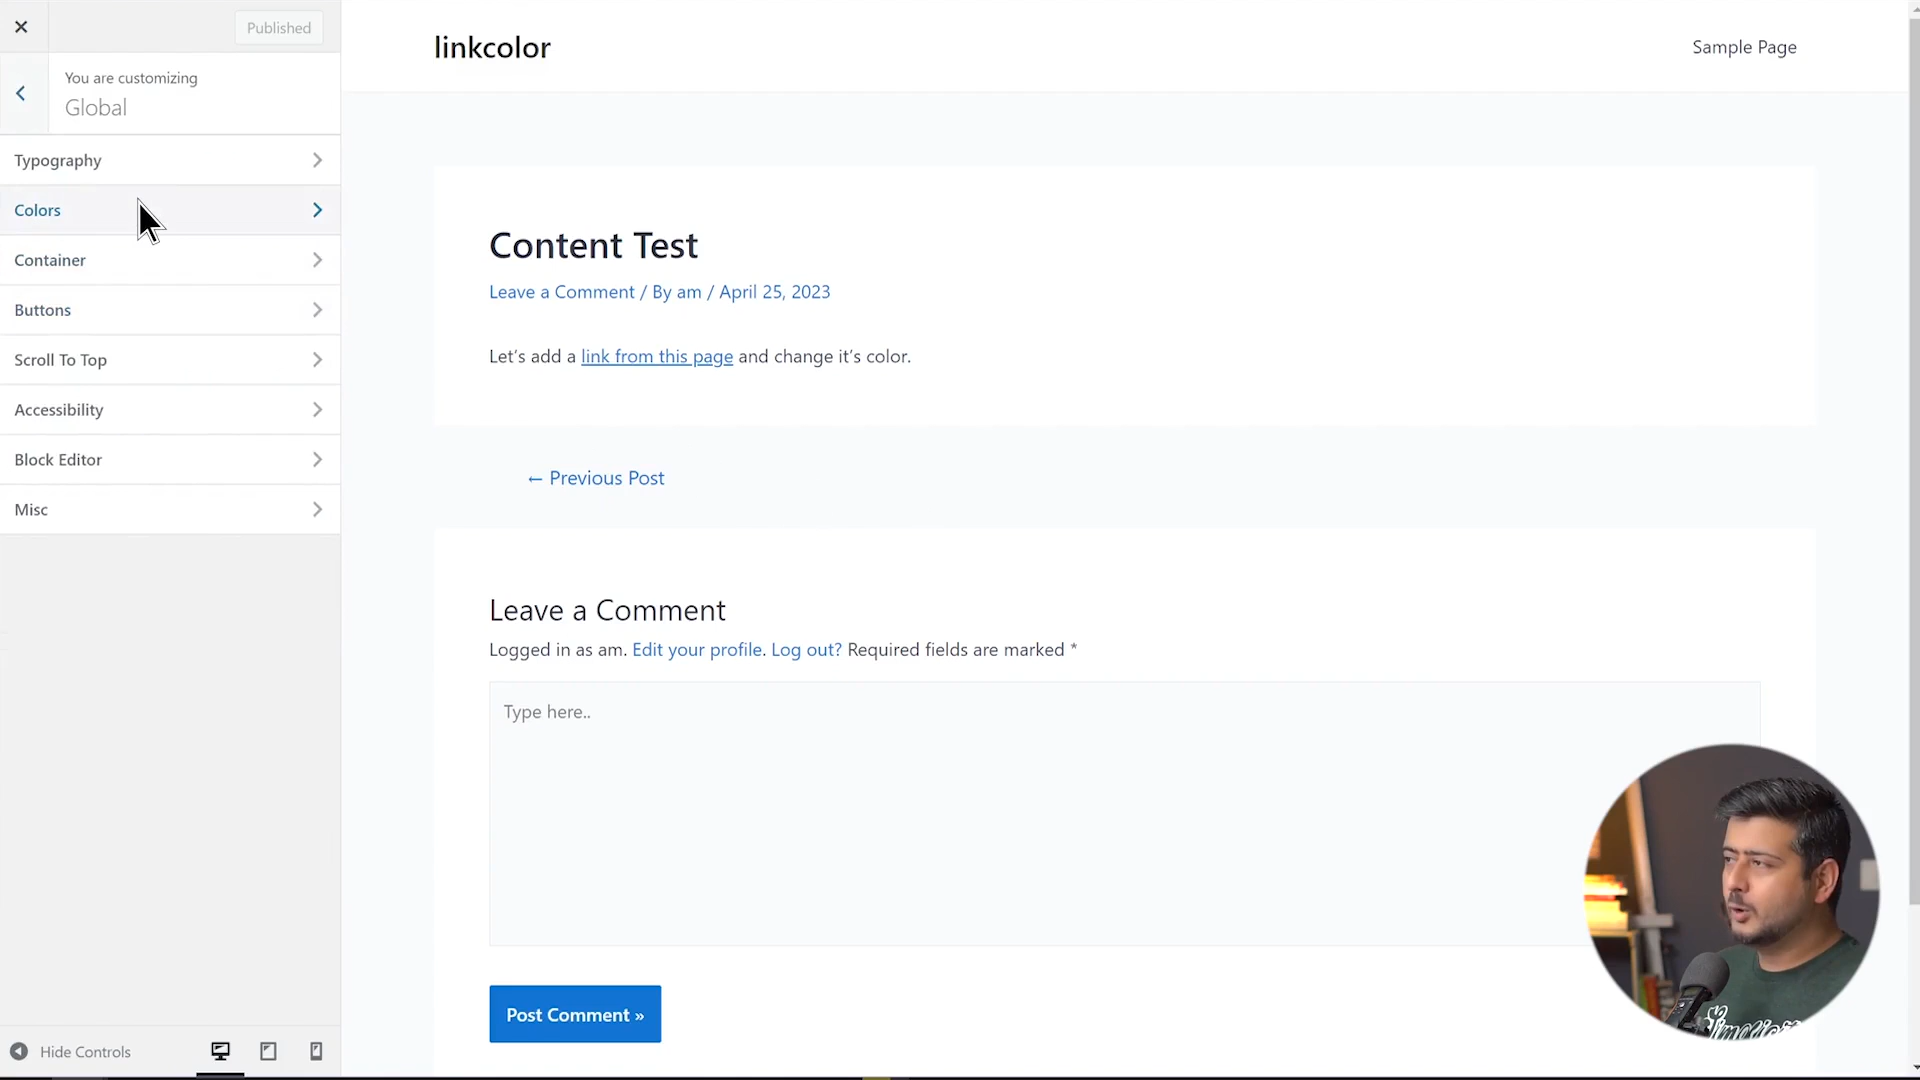 Published
You are customizing
Global
Typography
Colors
Container
Buttons
Scroll To Top
Accessibility
Block Editor
Misc
Hide Controls
linkcolor
Sample Page
Content Test
Leave a Comment / By am / April 25, 2023
Let’s add a link from this page and change it’s color.
← Previous Post
Leave a Comment
Logged in as am. Edit your profile. Log out? Required fields are marked *
Type here..
Post Comment »